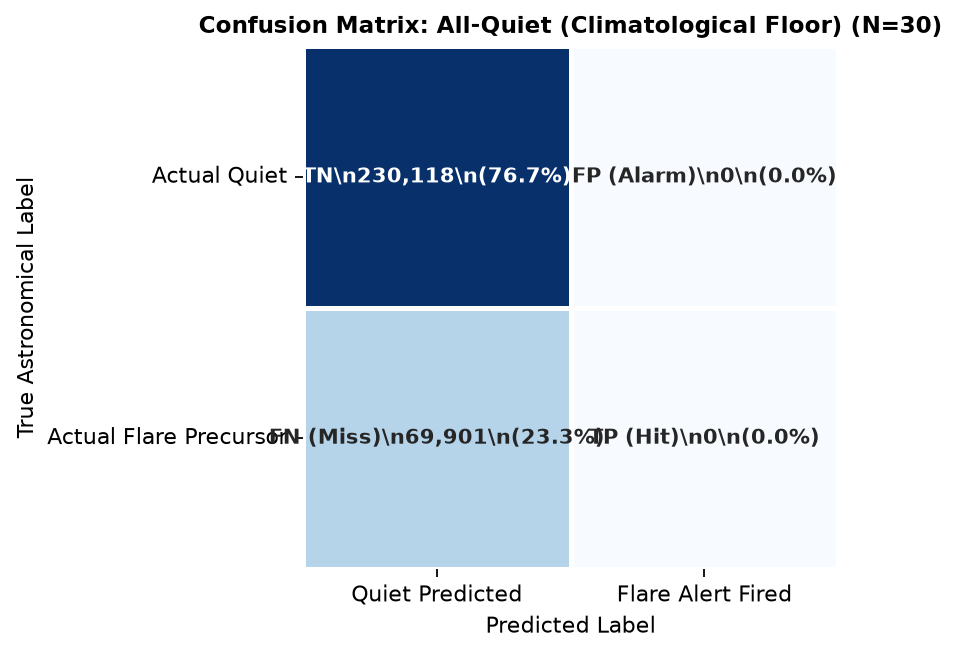 Confusion Matrix: All-Quiet (Climatological Floor) (N=30)
True Astronomical Label
Actual Quiet
TN\n230,118\n(76.7%)
FP (Alarm)\n0\n(0.0%)
Actual Flare Precursor
FN (Miss)\n69,901\n(23.3%)
TP (Hit)\n0\n(0.0%)
Quiet Predicted
Flare Alert Fired
Predicted Label